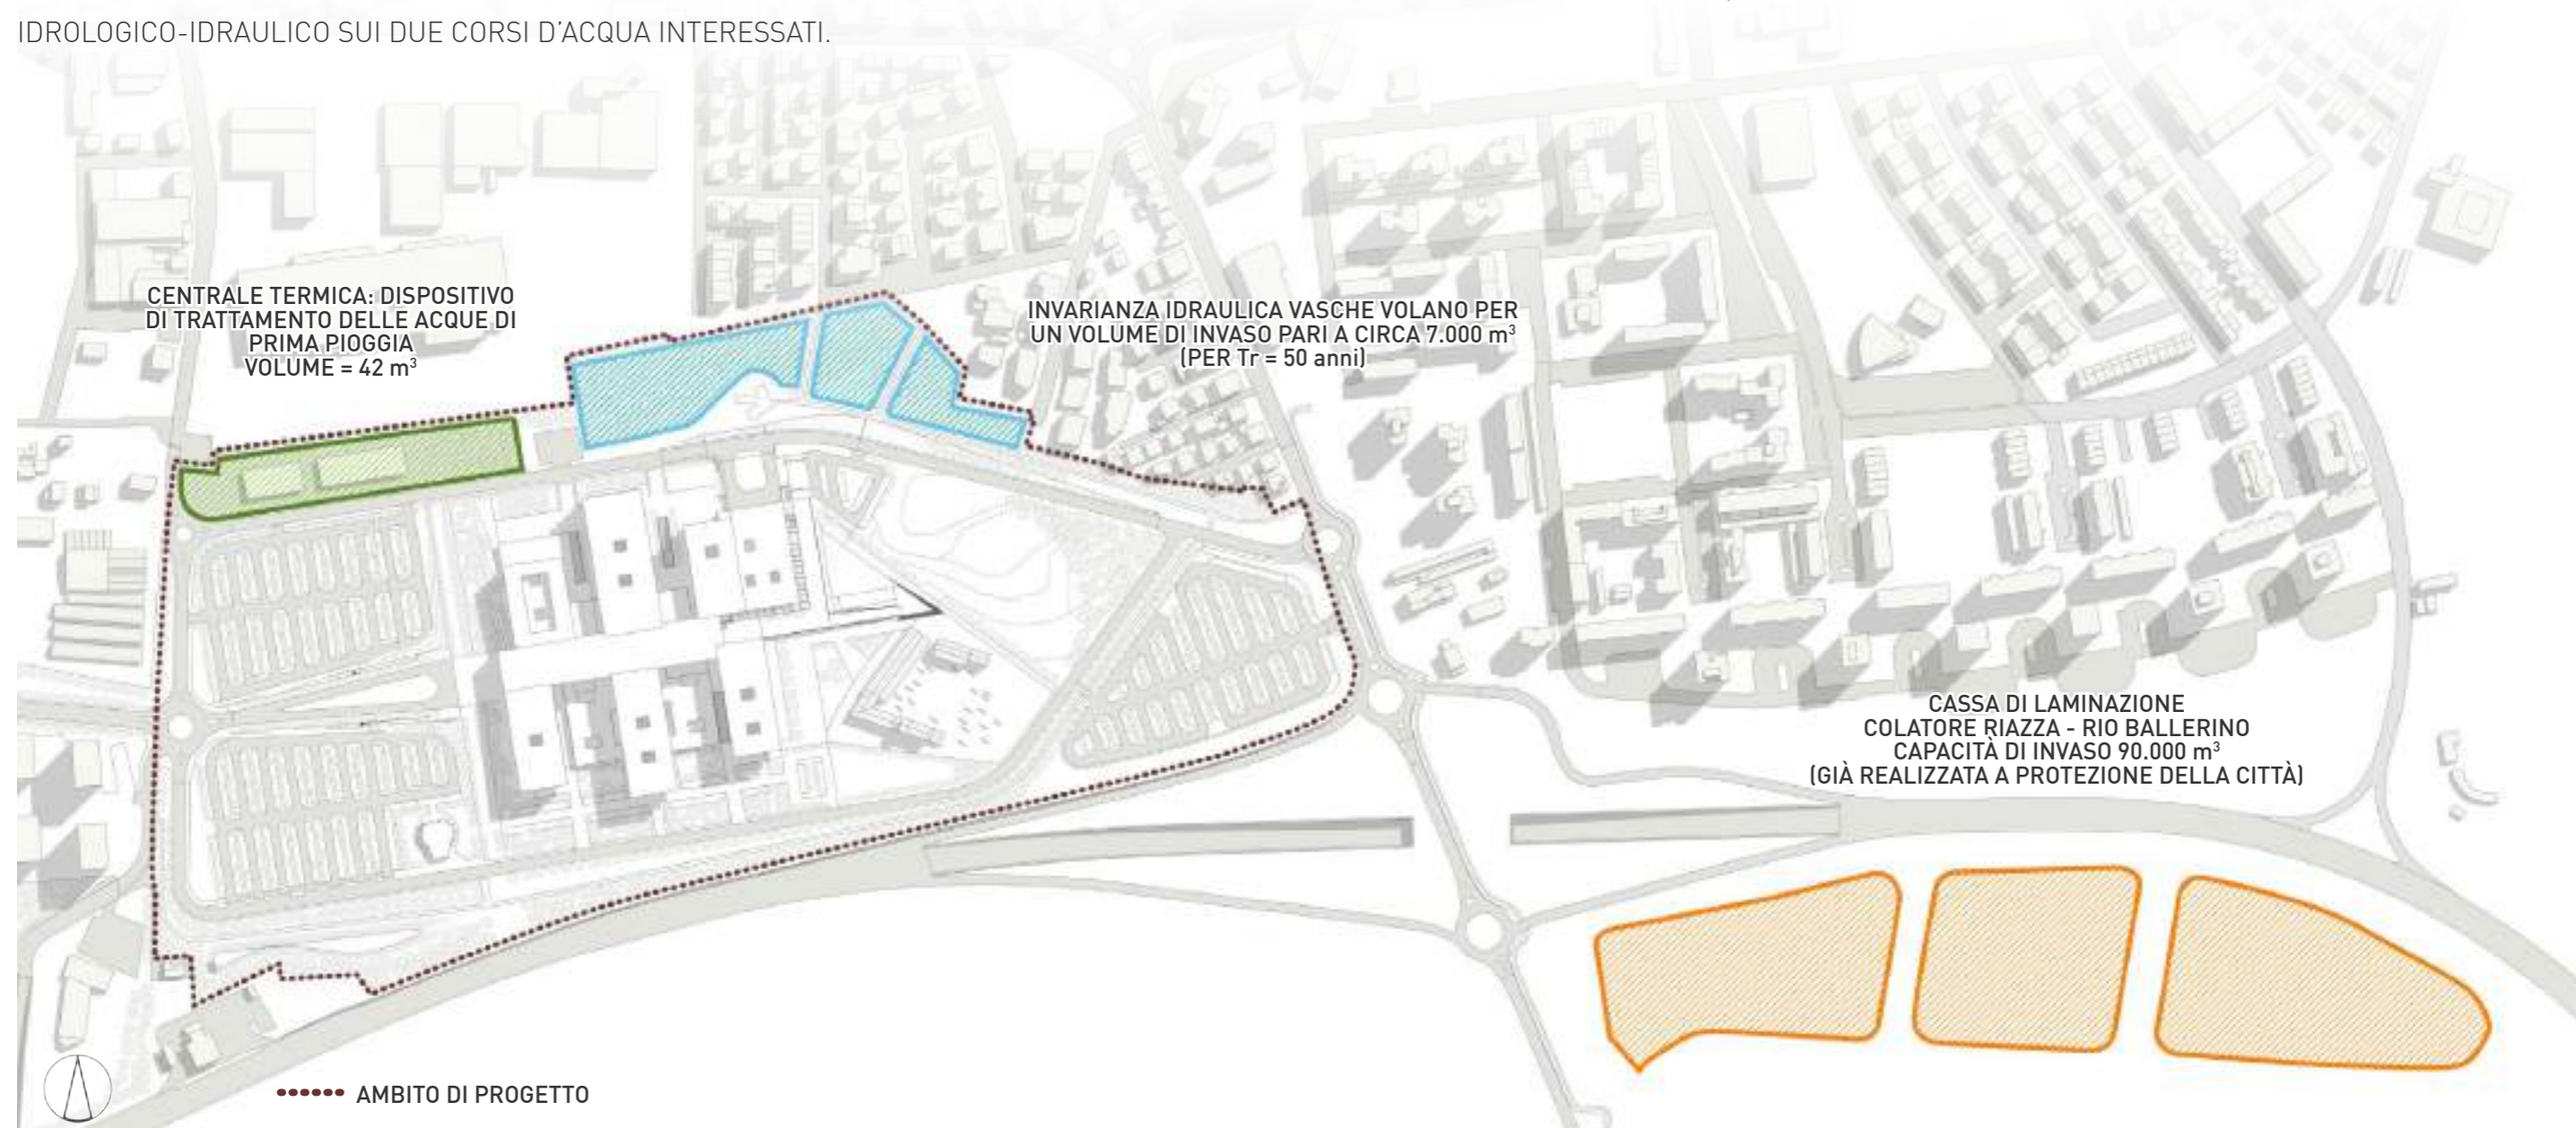 IDROLOGICO-IDRAULICO SUI DUE CORSI D'ACQUA INTERESSATI.
CENTRALE TERMICA: DISPOSITIVO
DI TRATTAMENTO DELLE ACQUE DI
PRIMA PIOGGIA
VOLUME = 42 m³
INVARIANZA IDRAULICA VASCHE VOLANO PER
UN VOLUME DI INVASO PARI A CIRCA 7.000 m³
(PER Tr = 50 anni)
CASSA DI LAMINAZIONE
COLATORE RIAZZA - RIO BALLERINO
CAPACITÀ DI INVASO 90.000 m³
(GIÀ REALIZZATA A PROTEZIONE DELLA CITTÀ)
AMBITO DI PROGETTO